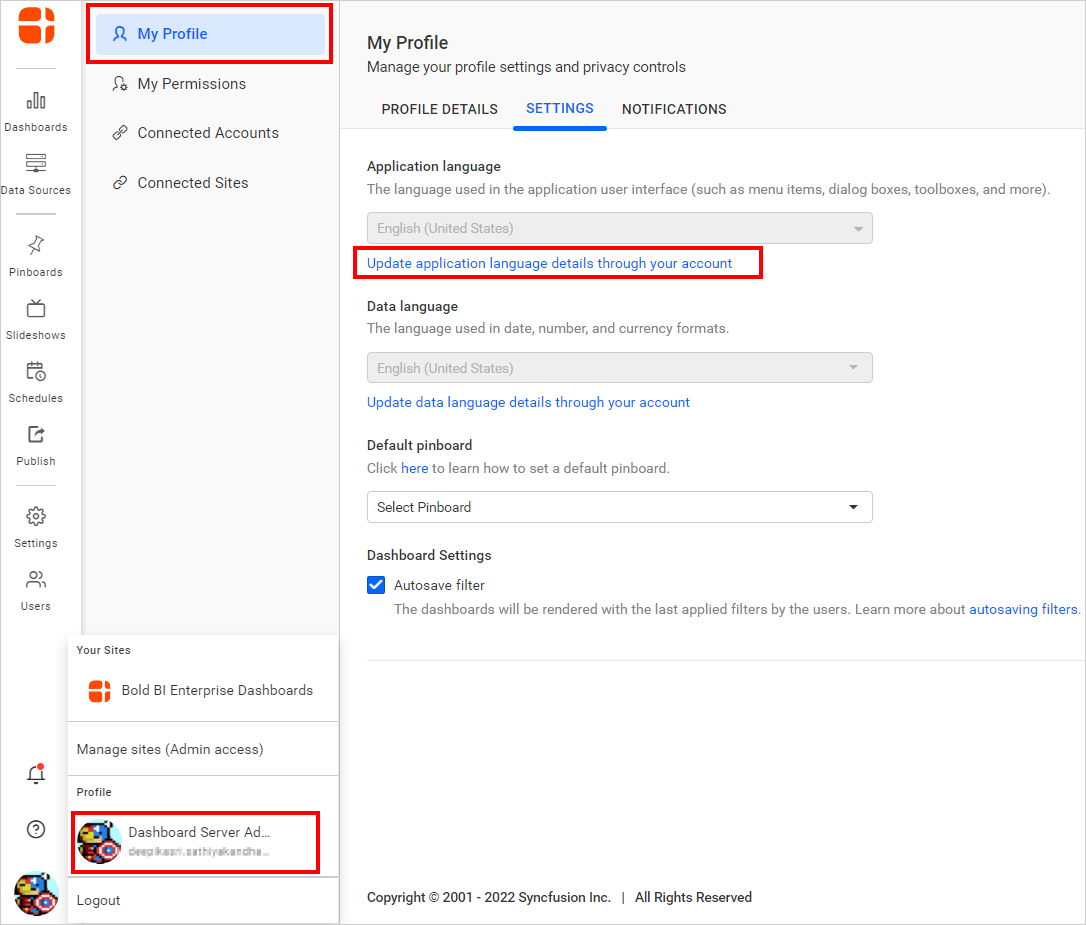 Dashboards
Data Sources
Pinboards
Slideshows
Schedules
Publish
Settings
Users
My Profile
My Permissions
Connected Accounts
Connected Sites
My Profile
Manage your profile settings and privacy controls
PROFILE DETAILS SETTINGS NOTIFICATIONS
Application language
The language used in the application user interface (such as menu items, dialog boxes, toolboxes, and more).
English (United States)
Update application language details through your account
Data language
The language used in date, number, and currency formats.
English (United States)
Update data language details through your account
Default pinboard
Click here to learn how to set a default pinboard.
Select Pinboard
Dashboard Settings
Autosave filter
The dashboards will be rendered with the last applied filters by the users. Learn more about autosaving filters.
Your Sites
Bold BI Enterprise Dashboards
Manage sites (Admin access)
Profile
Dashboard Server Ad...
Logout
Copyright © 2001 - 2022 Syncfusion Inc. | All Rights Reserved